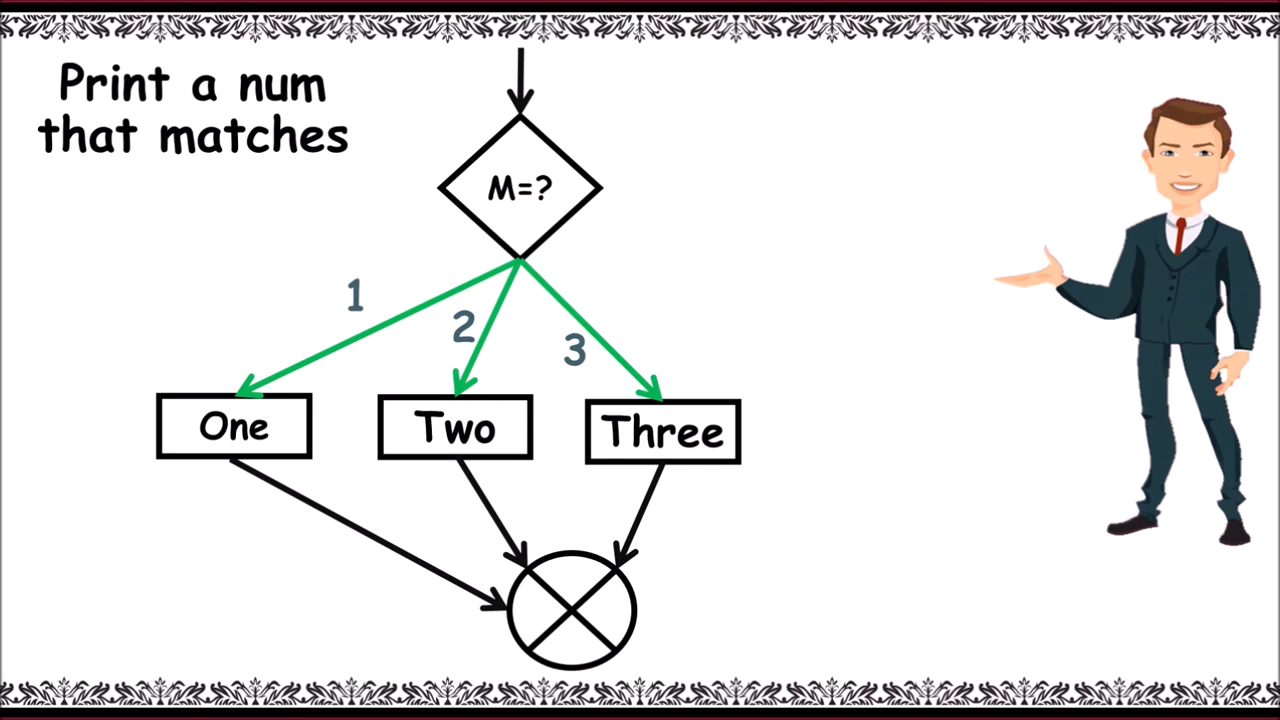 Print a num
that matches
M=?
1
2
3
One
Two
Three